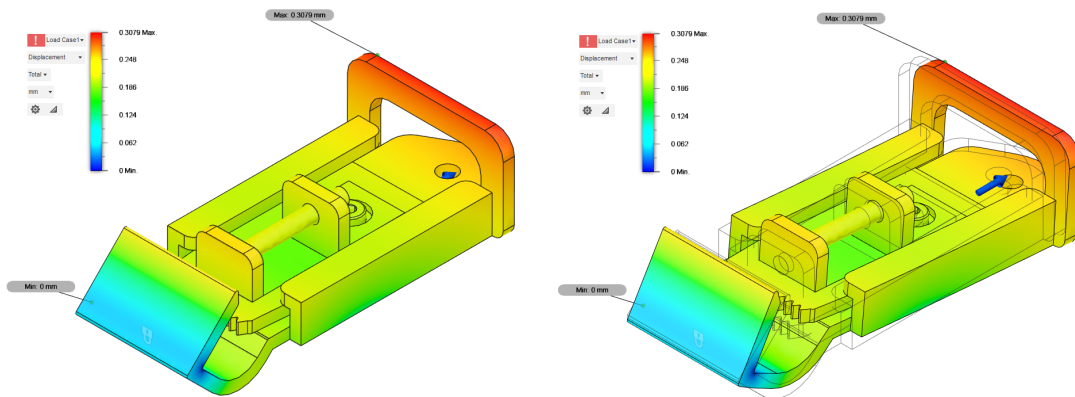 Max: 0.3079 mm
! Load Case1
Displacement
Total
mm
0.3079 Max.
0.248
0.186
0.124
0.062
0 Min.
Min: 0 mm
Max: 0.3079 mm
! Load Case1
Displacement
Total
mm
0.3079 Max.
0.248
0.186
0.124
0.062
0 Min.
Min: 0 mm